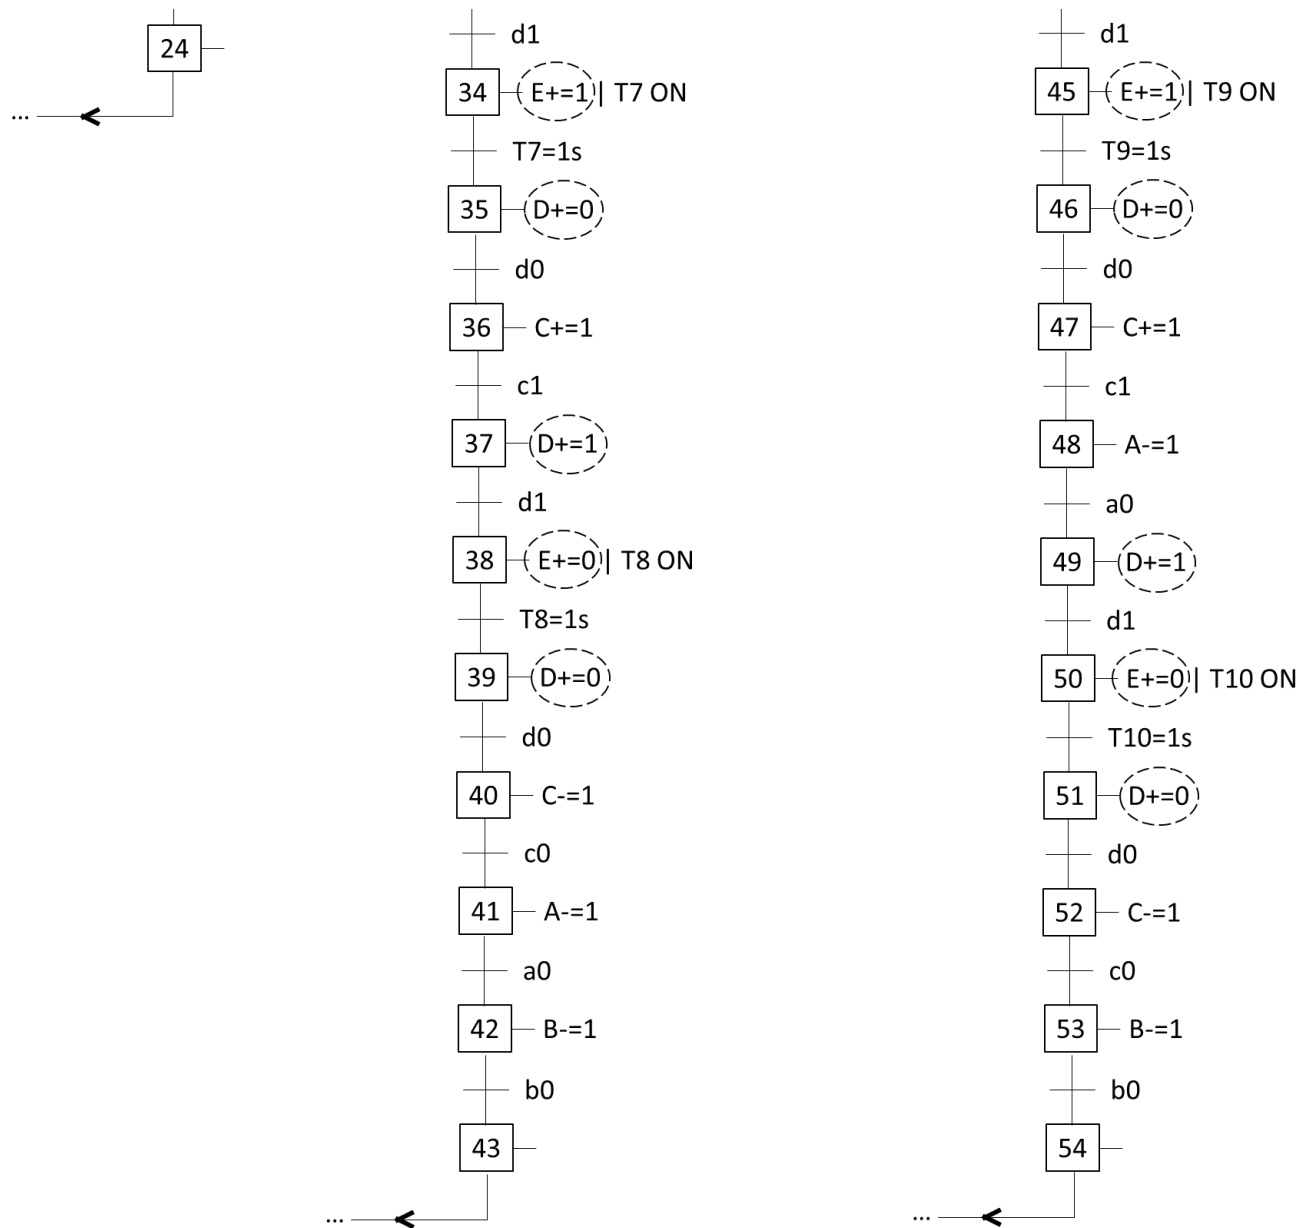 24
...
d1
34 E+=1 | T7 ON
T7=1s
35 D+=0
d0
36 C+=1
c1
37 D+=1
d1
38 E+=0 | T8 ON
T8=1s
39 D+=0
d0
40 C-=1
c0
41 A-=1
a0
42 B-=1
b0
43
...
d1
45 E+=1 | T9 ON
T9=1s
46 D+=0
d0
47 C+=1
c1
48 A-=1
a0
49 D+=1
d1
50 E+=0 | T10 ON
T10=1s
51 D+=0
d0
52 C-=1
c0
53 B-=1
b0
54
...